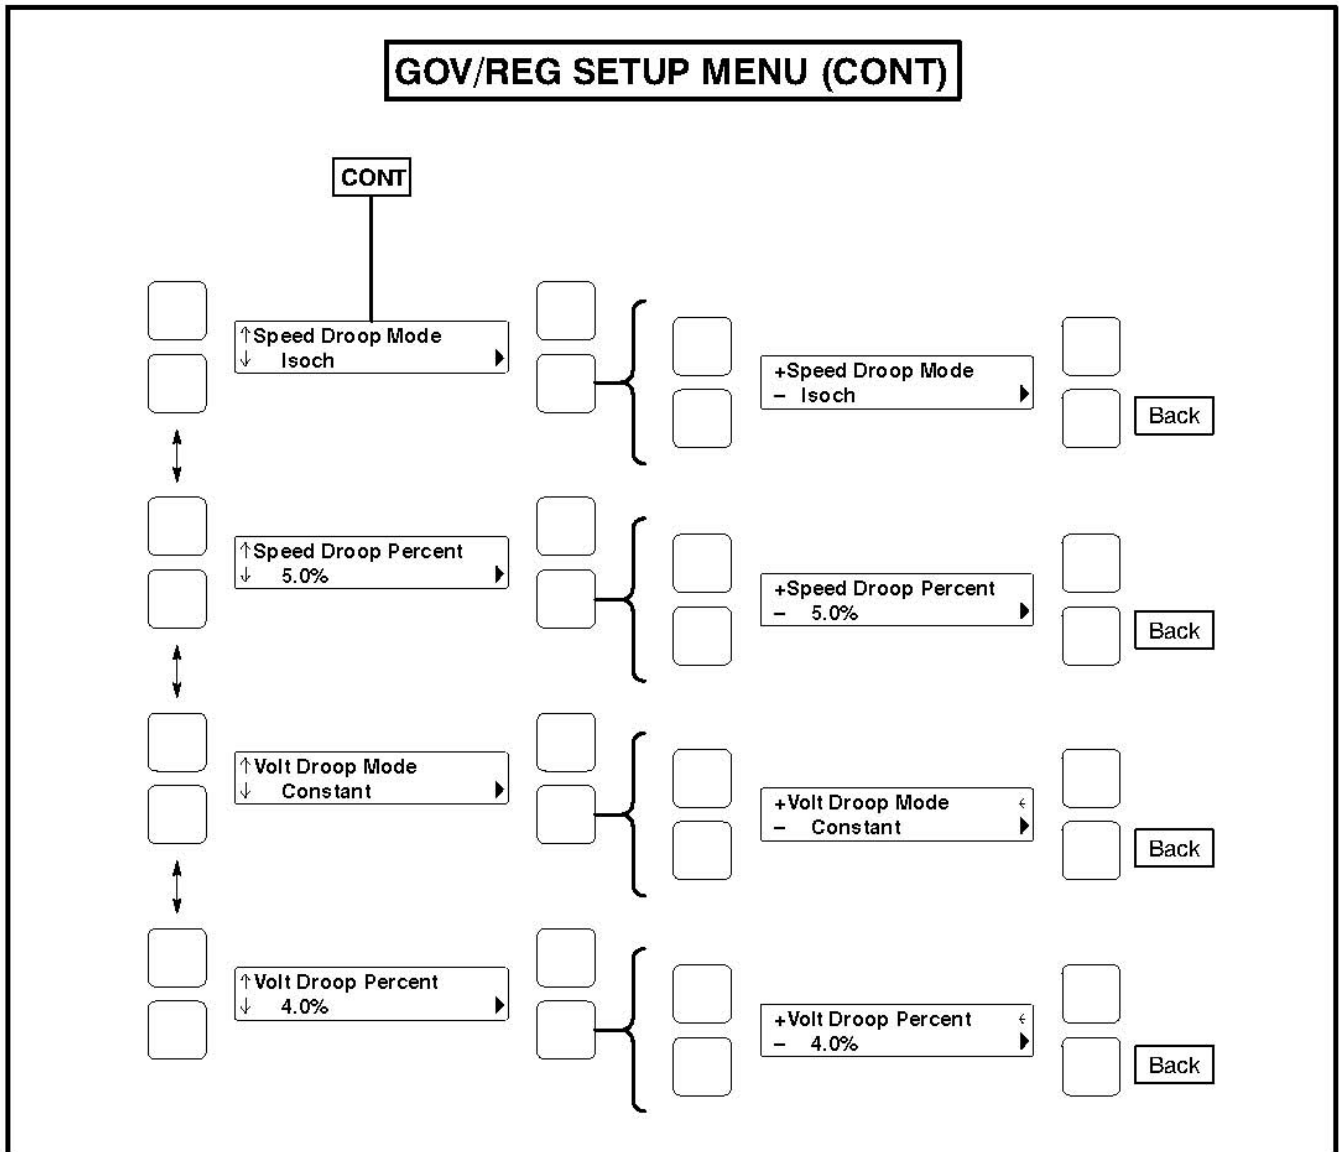 GOV/REG SETUP MENU (CONT)
CONT
↑Speed Droop Mode
↓ Isoch ▶
+Speed Droop Mode
– Isoch ▶
Back
↑Speed Droop Percent
↓ 5.0% ▶
+Speed Droop Percent
– 5.0% ▶
Back
↑Volt Droop Mode
↓ Constant ▶
+Volt Droop Mode ←
– Constant ▶
Back
↑Volt Droop Percent
↓ 4.0% ▶
+Volt Droop Percent ←
– 4.0% ▶
Back